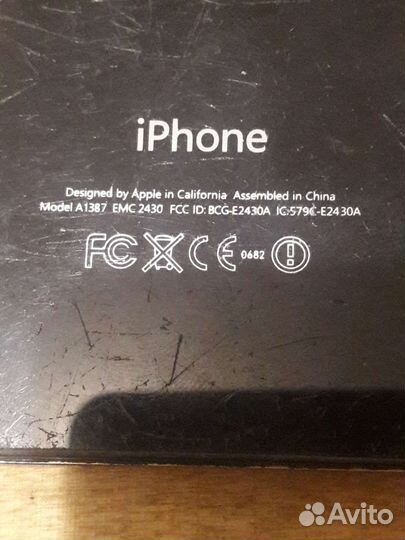 iPhone
Designed by Apple in California Assembled in China
Model A1387 EMC 2430 FCC ID: BCG-E2430A IC:579C-E2430A
FC CE 0682 !
Avito